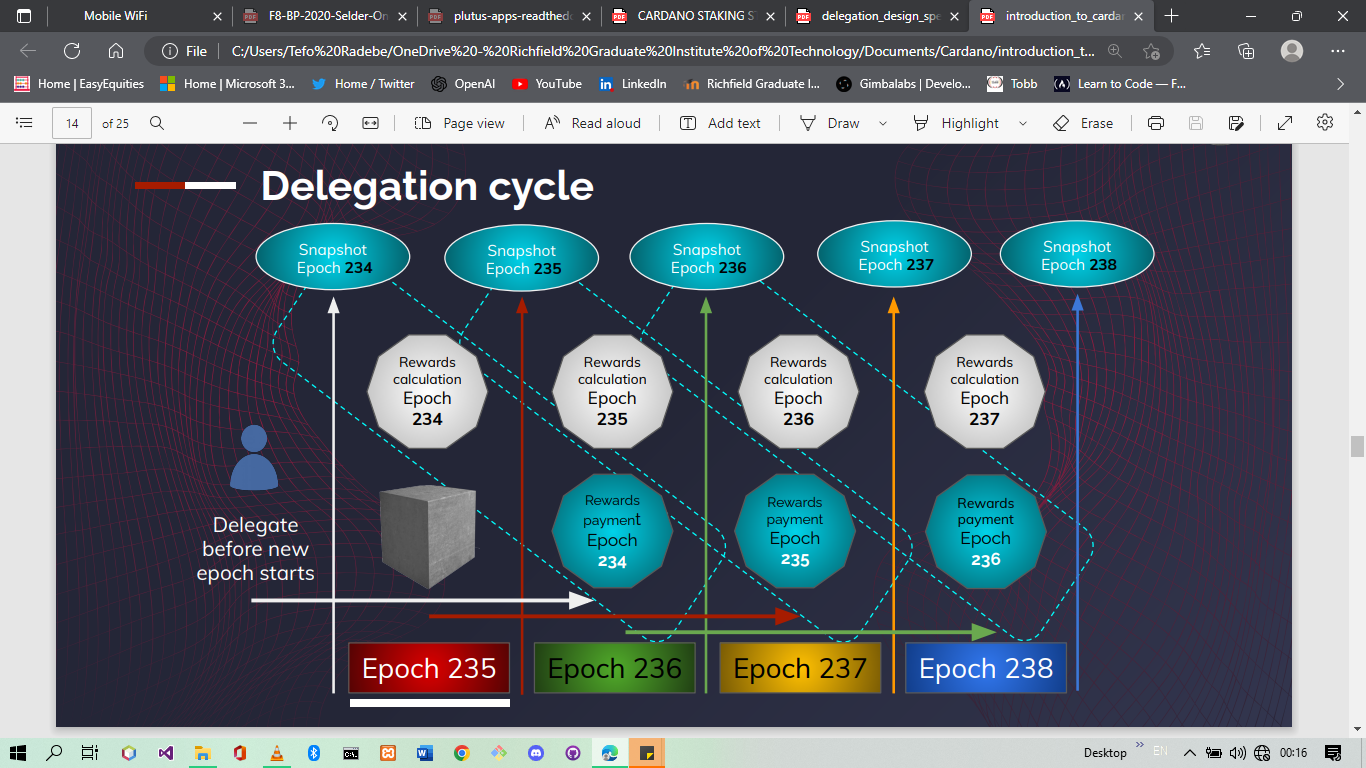 Mobile WiFi
F8-BP-2020-Selder-On
plutus-apps-readthedo
CARDANO STAKING S
delegation_design_spe
introduction_to_cardan
File
C:/Users/Tefo%20Radebe/OneDrive%20-%20Richfield%20Graduate%20Institute%20of%20Technology/Documents/Cardano/introduction_t...
Home | EasyEquities
Home | Microsoft 3...
Home / Twitter
OpenAI
YouTube
LinkedIn
Richfield Graduate I...
Gimbalabs | Develo...
Tobb
Learn to Code — F...
14
of 25
Page view
Read aloud
Add text
Draw
Highlight
Erase
Delegation cycle
Snapshot
Epoch 234
Snapshot
Epoch 235
Snapshot
Epoch 236
Snapshot
Epoch 237
Snapshot
Epoch 238
Rewards
calculation
Epoch
234
Rewards
calculation
Epoch
235
Rewards
calculation
Epoch
236
Rewards
calculation
Epoch
237
Delegate
before new
epoch starts
Rewards
payment
Epoch
234
Rewards
payment
Epoch
235
Rewards
payment
Epoch
236
Epoch 235
Epoch 236
Epoch 237
Epoch 238
Desktop
EN
00:16